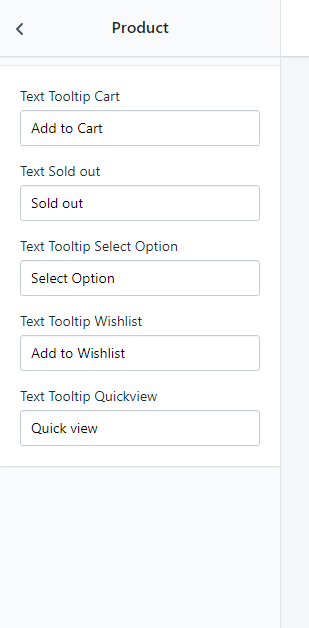 Product
Text Tooltip Cart
Add to Cart
Text Sold out
Sold out
Text Tooltip Select Option
Select Option
Text Tooltip Wishlist
Add to Wishlist
Text Tooltip Quickview
Quick view